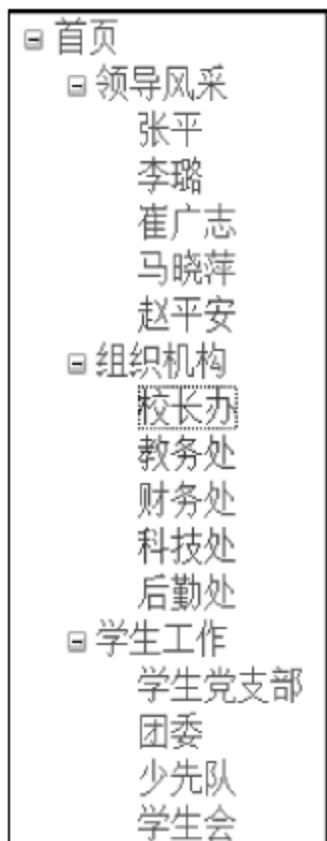 首页
领导风采
张平
李璐
崔广志
马晓萍
赵平安
组织机构
校长办
教务处
财务处
科技处
后勤处
学生工作
学生党支部
团委
少先队
学生会